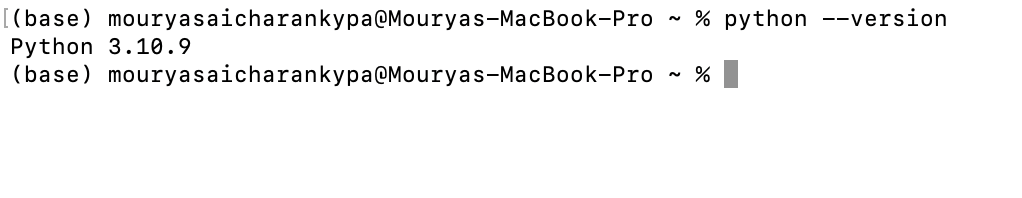 [(base) mouryasaicharankypa@Mouryas-MacBook-Pro ~ % python --version
Python 3.10.9
(base) mouryasaicharankypa@Mouryas-MacBook-Pro ~ %